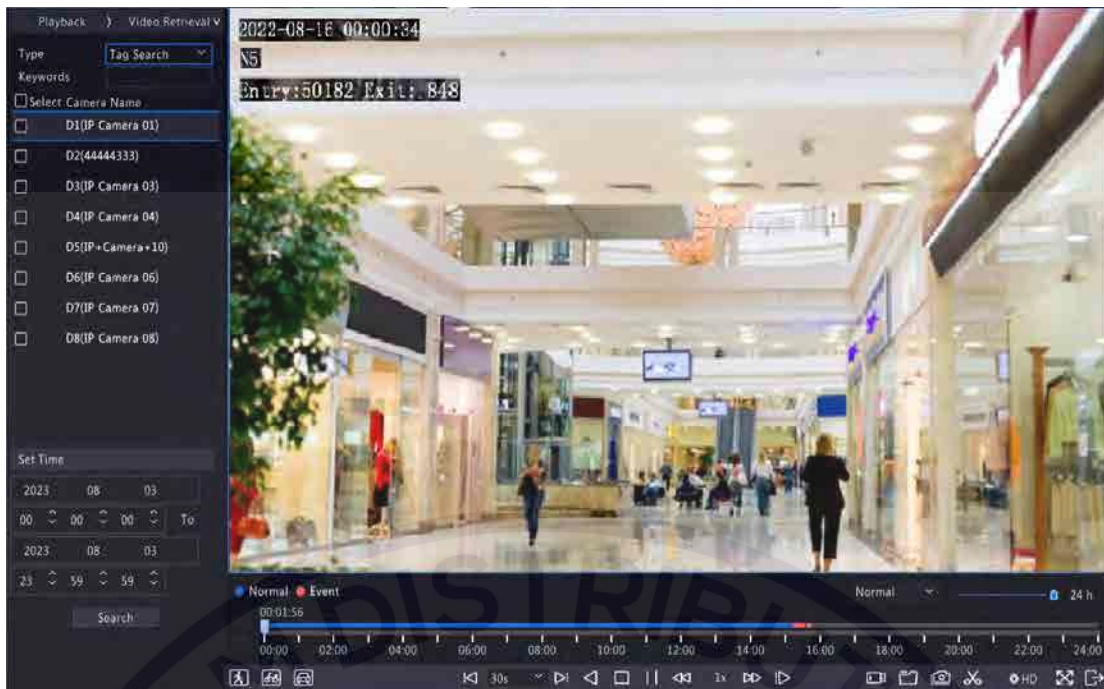 Playback 〉 Video Retrieval
Type Tag Search
Keywords
Select Camera Name
D1(IP Camera 01)
D2(44444333)
D3(IP Camera 03)
D4(IP Camera 04)
D5(IP+Camera+10)
D6(IP Camera 06)
D7(IP Camera 07)
D8(IP Camera 08)
Set Time
2023 08 03
00 00 00 To
2023 08 03
23 59 59
Search
2022-08-16 00:00:34
N5
Entry:50182 Exit: 848
Normal Event Normal 24 h
00:01:56
00:00 02:00 04:00 06:00 08:00 10:00 12:00 14:00 16:00 18:00 20:00 22:00 24:00
30s 1x HD
M DISTRIBU